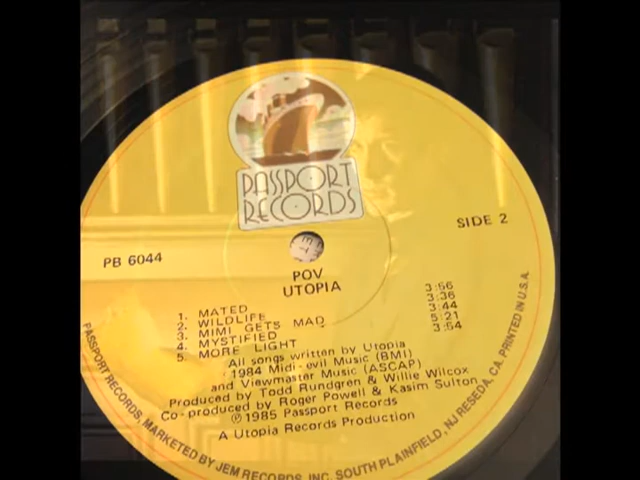 PASSPORT
RECORDS
PB 6044
SIDE 2
POV
UTOPIA
1. MATED 3:56
2. WILDLIFE 3:36
3. MIMI GETS MAD 3:44
4. MYSTIFIED 5:21
5. MORE LIGHT 3:54
All songs written by Utopia
1984 Midi-evil Music (BMI)
and Viewmaster Music (ASCAP)
Produced by Todd Rundgren & Willie Wilcox
Co-produced by Roger Powell & Kasim Sulton
℗1985 Passport Records
A Utopia Records Production
PASSPORT RECORDS, MARKETED BY JEM RECORDS, INC. SOUTH PLAINFIELD, NJ RESEDA, CA. PRINTED IN U.S.A.